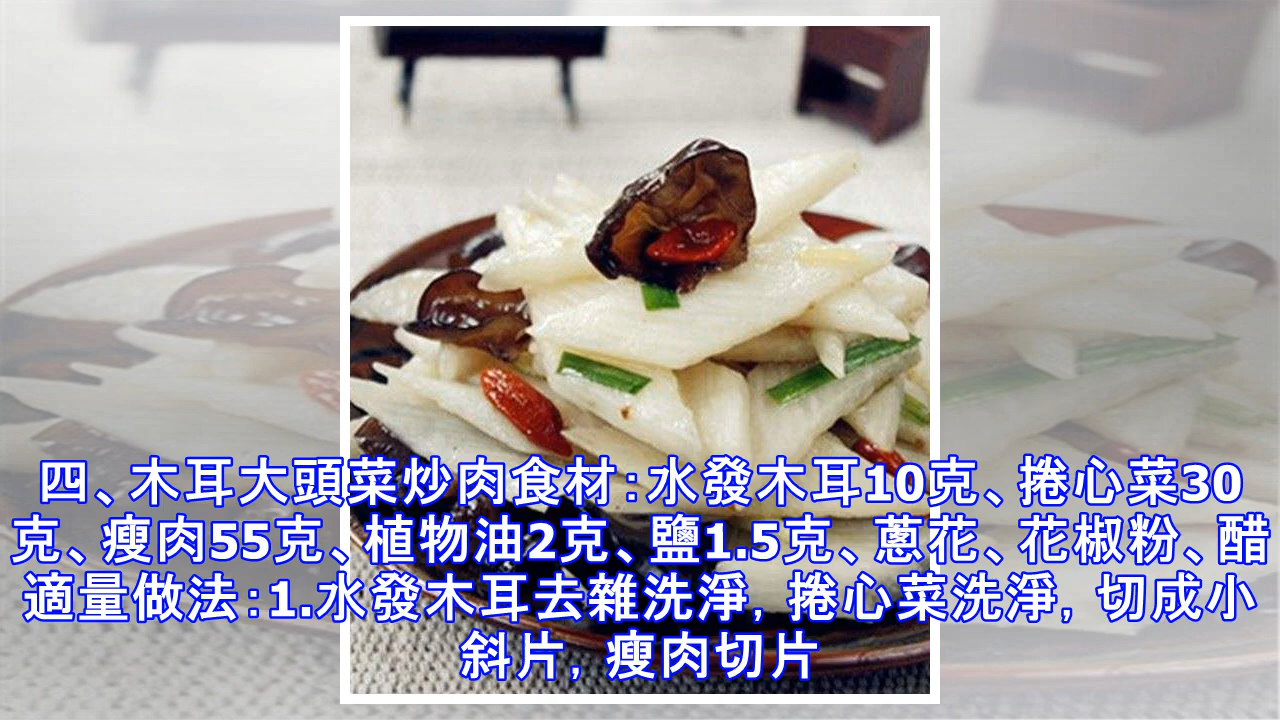 四、木耳大頭菜炒肉食材：水發木耳10克、捲心菜30
克、瘦肉55克、植物油2克、鹽1.5克、蔥花、花椒粉、醋
適量做法：1.水發木耳去雜洗淨，捲心菜洗淨，切成小
斜片，瘦肉切片